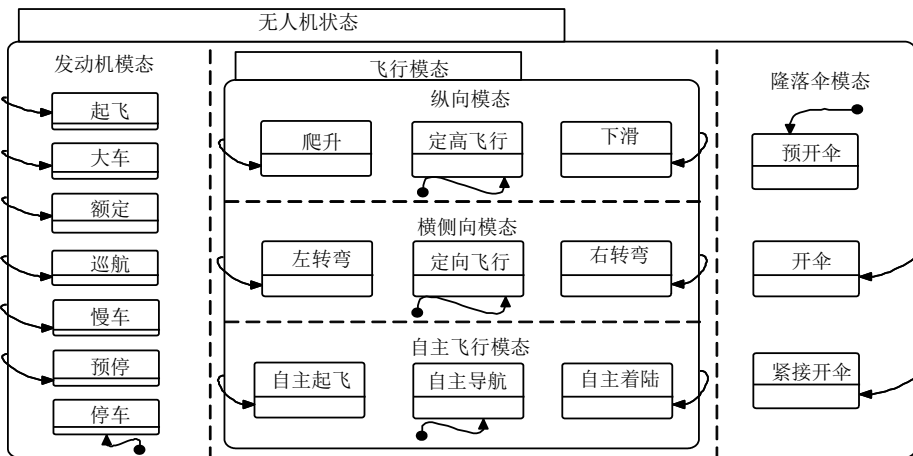 无人机状态
发动机模态
起飞
大车
额定
巡航
慢车
预停
停车
飞行模态
纵向模态
爬升
定高飞行
下滑
横侧向模态
左转弯
定向飞行
右转弯
自主飞行模态
自主起飞
自主导航
自主着陆
隆落伞模态
预开伞
开伞
紧接开伞